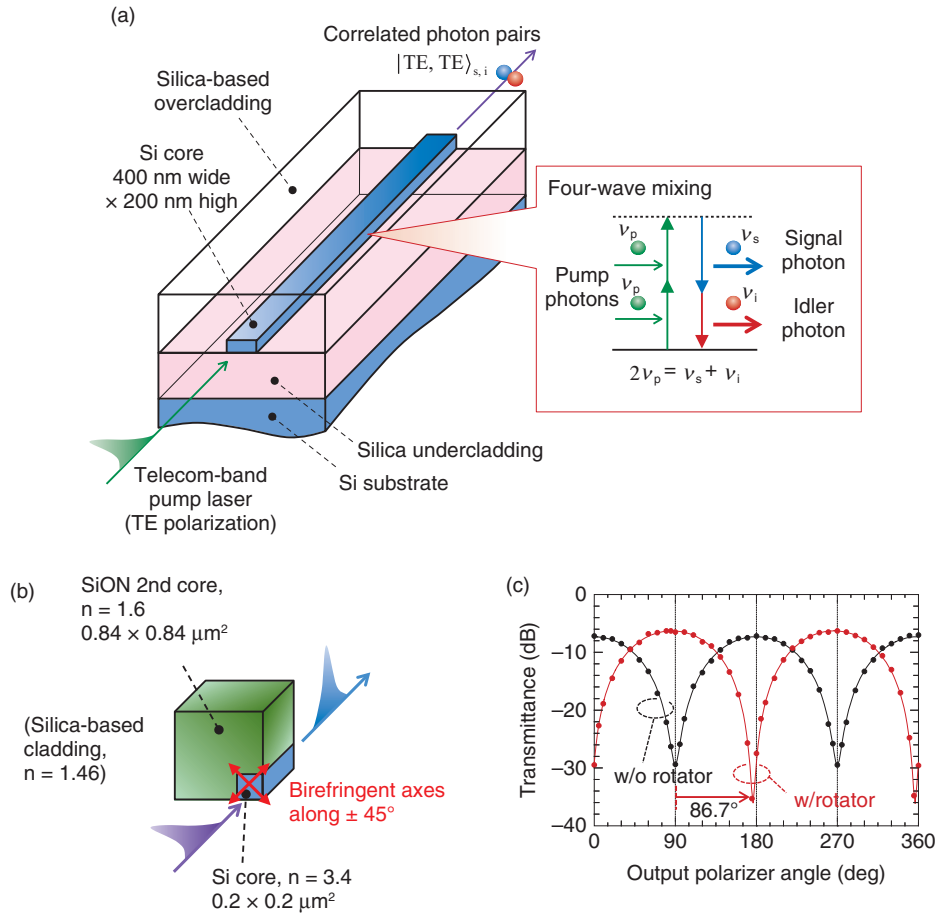 (a)
Correlated photon pairs
|TE, TE⟩s, i
Silica-based
overcladding
Si core
400 nm wide
× 200 nm high
Four-wave mixing
νp
νs
Signal
photon
Pump
photons
νp
νi
Idler
photon
2νp = νs + νi
Silica undercladding
Si substrate
Telecom-band
pump laser
(TE polarization)
(b)
SiON 2nd core,
n = 1.6
0.84 × 0.84 μm²
(Silica-based
cladding,
n = 1.46)
Birefringent axes
along ± 45°
Si core, n = 3.4
0.2 × 0.2 μm²
(c)
Transmittance (dB)
0
−10
−20
−30
−40
w/o rotator
w/rotator
86.7°
0
90
180
270
360
Output polarizer angle (deg)